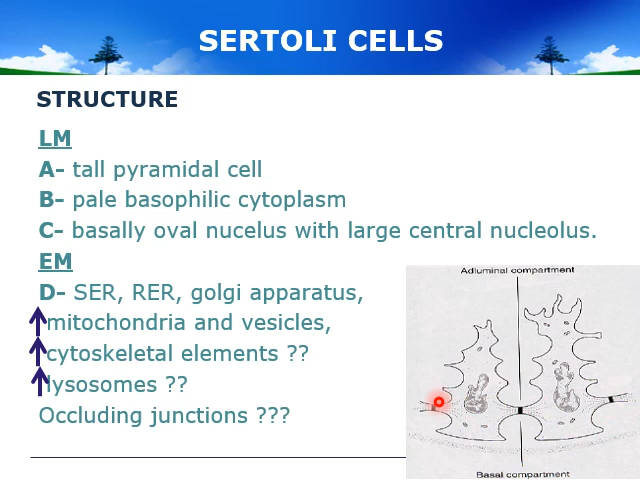 SERTOLI CELLS
STRUCTURE
LM
A- tall pyramidal cell
B- pale basophilic cytoplasm
C- basally oval nucelus with large central nucleolus.
EM
D- SER, RER, golgi apparatus,
mitochondria and vesicles,
cytoskeletal elements ??
lysosomes ??
Occluding junctions ???
Adluminal compartment
Basal compartment